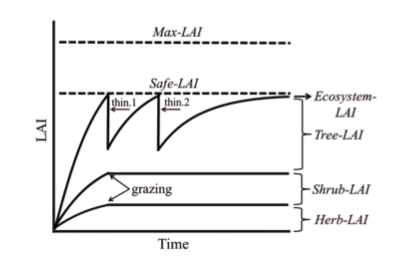 Max-LAI
Safe-LAI
thin.1
thin.2
Ecosystem-
LAI
Tree-LAI
LAI
grazing
Shrub-LAI
Herb-LAI
Time